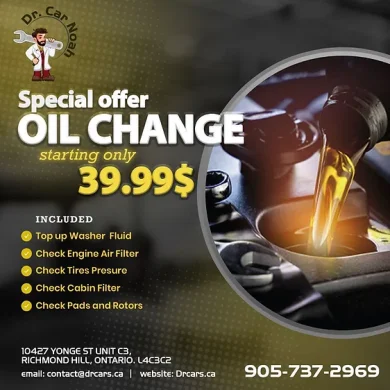 Dr. Car Noah
Special offer
OIL CHANGE
starting only
39.99$
INCLUDED
Top up Washer Fluid
Check Engine Air Filter
Check Tires Presure
Check Cabin Filter
Check Pads and Rotors
10427 YONGE ST UNIT C3,
RICHMOND HILL, ONTARIO. L4C3C2
email: contact@drcars.ca | website: Drcars.ca
905-737-2969